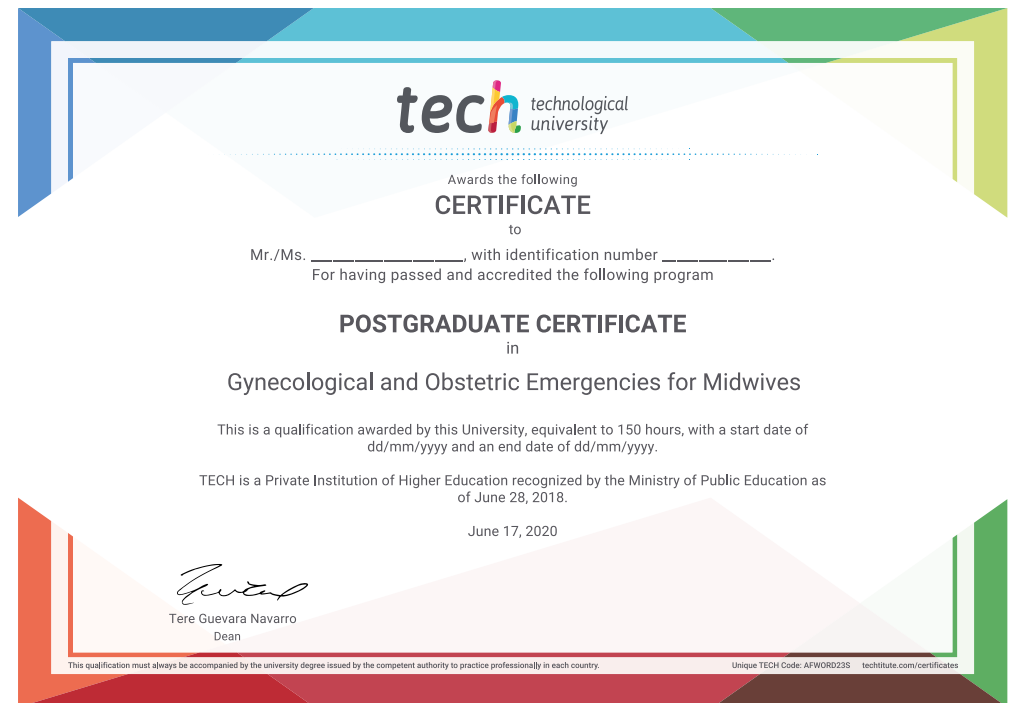 tech technological
university
Awards the following
CERTIFICATE
to
Mr./Ms. ____________________, with identification number ______________.
For having passed and accredited the following program
POSTGRADUATE CERTIFICATE
in
Gynecological and Obstetric Emergencies for Midwives
This is a qualification awarded by this University, equivalent to 150 hours, with a start date of
dd/mm/yyyy and an end date of dd/mm/yyyy.
TECH is a Private Institution of Higher Education recognized by the Ministry of Public Education as
of June 28, 2018.
June 17, 2020
Tere Guevara Navarro
Dean
This qualification must always be accompanied by the university degree issued by the competent authority to practice professionally in each country.
Unique TECH Code: AFWORD23S techtitute.com/certificates